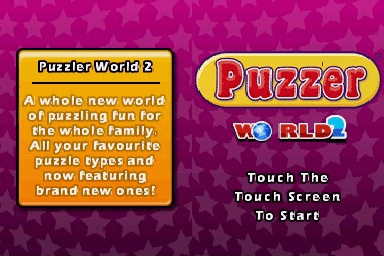 Puzzler World 2
A whole new world
of puzzling fun for
the whole family.
All your favourite
puzzle types and
now featuring
brand new ones!
Puzzer
WORLD2
Touch The
Touch Screen
To Start